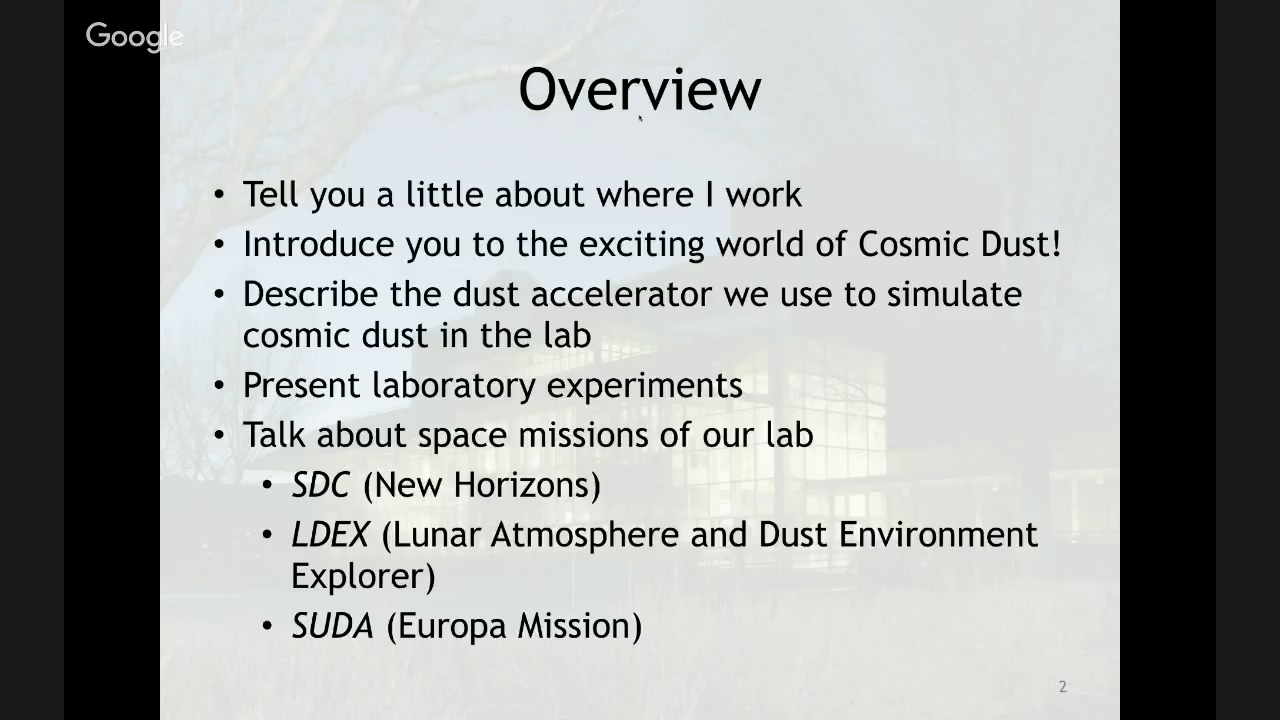 Google
Overview
• Tell you a little about where I work
• Introduce you to the exciting world of Cosmic Dust!
• Describe the dust accelerator we use to simulate
cosmic dust in the lab
• Present laboratory experiments
• Talk about space missions of our lab
• SDC (New Horizons)
• LDEX (Lunar Atmosphere and Dust Environment
Explorer)
• SUDA (Europa Mission)
2